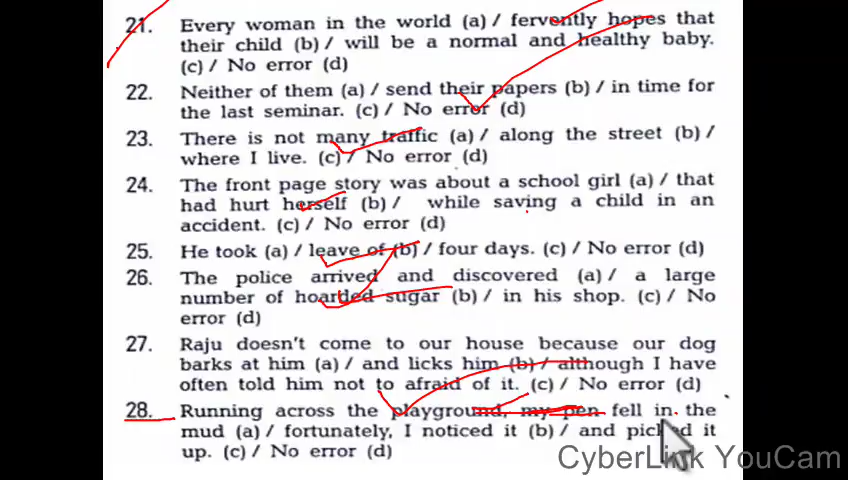 21. Every woman in the world (a) / fervently hopes that
their child (b) / will be a normal and healthy baby.
(c) / No error (d)
22. Neither of them (a) / send their papers (b) / in time for
the last seminar. (c) / No error (d)
23. There is not many traffic (a) / along the street (b) /
where I live. (c) / No error (d)
24. The front page story was about a school girl (a) / that
had hurt herself (b) / while saving a child in an
accident. (c) / No error (d)
25. He took (a) / leave of (b) / four days. (c) / No error (d)
26. The police arrived and discovered (a) / a large
number of hoarded sugar (b) / in his shop. (c) / No
error (d)
27. Raju doesn't come to our house because our dog
barks at him (a) / and licks him (b) / although I have
often told him not to afraid of it. (c) / No error (d)
28. Running across the playground, my pen fell in the
mud (a) / fortunately, I noticed it (b) / and picked it
up. (c) / No error (d)
CyberLink YouCam